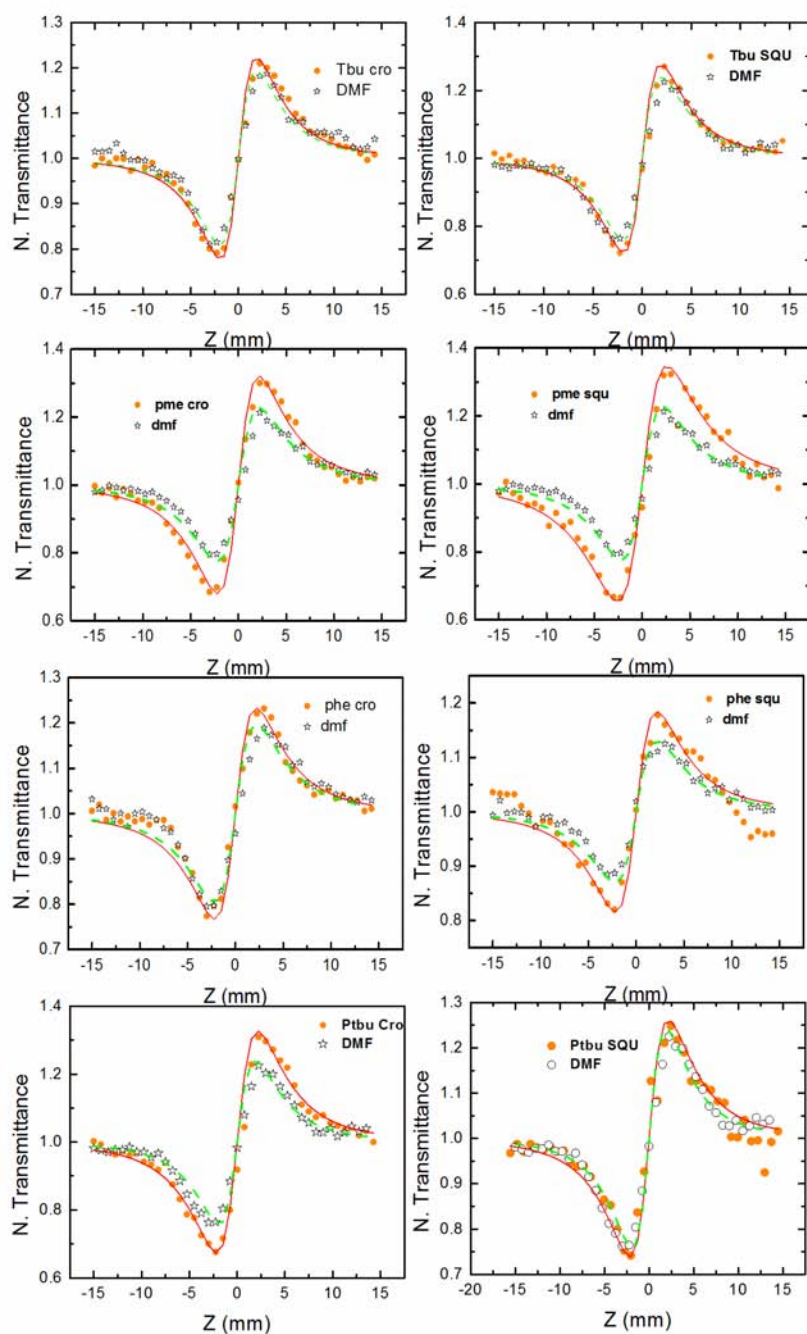 N. Transmittance
1.3
1.2
1.1
1.0
0.9
0.8
0.7
Tbu cro
DMF
-15 -10 -5 0 5 10 15
Z (mm)
N. Transmittance
1.4
1.2
1.0
0.8
0.6
Tbu SQU
DMF
-15 -10 -5 0 5 10 15
Z (mm)
N. Transmittance
1.4
1.2
1.0
0.8
0.6
pme cro
dmf
-15 -10 -5 0 5 10 15
Z (mm)
N. Transmittance
1.4
1.2
1.0
0.8
0.6
pme squ
dmf
-15 -10 -5 0 5 10 15
Z (mm)
N. Transmittance
1.3
1.2
1.1
1.0
0.9
0.8
0.7
phe cro
dmf
-15 -10 -5 0 5 10 15
Z (mm)
N. Transmittance
1.2
1.1
1.0
0.9
0.8
phe squ
dmf
-15 -10 -5 0 5 10 15
Z (mm)
N. Transmittance
1.4
1.2
1.0
0.8
0.6
Ptbu Cro
DMF
-15 -10 -5 0 5 10 15
Z (mm)
N. Transmittance
1.3
1.2
1.1
1.0
0.9
0.8
0.7
Ptbu SQU
DMF
-20 -15 -10 -5 0 5 10 15 20
Z (mm)